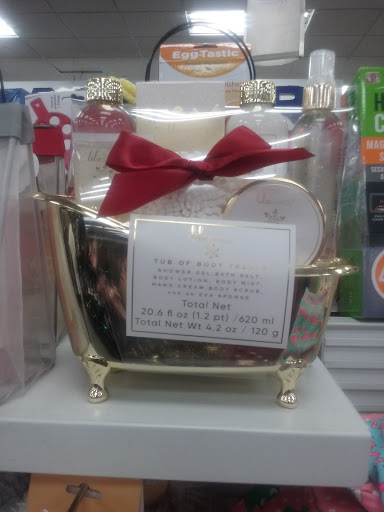 Egg-Tastic
TUB OF BODY TREATS
SHOWER GEL, BATH SALT,
BODY LOTION, BODY MIST,
HAND CREAM, BODY SCRUB,
AND AN EVA SPONGE
Total Net
20.6 fl oz (1.2 pt) / 620 ml
Total Net Wt 4.2 oz / 120 g